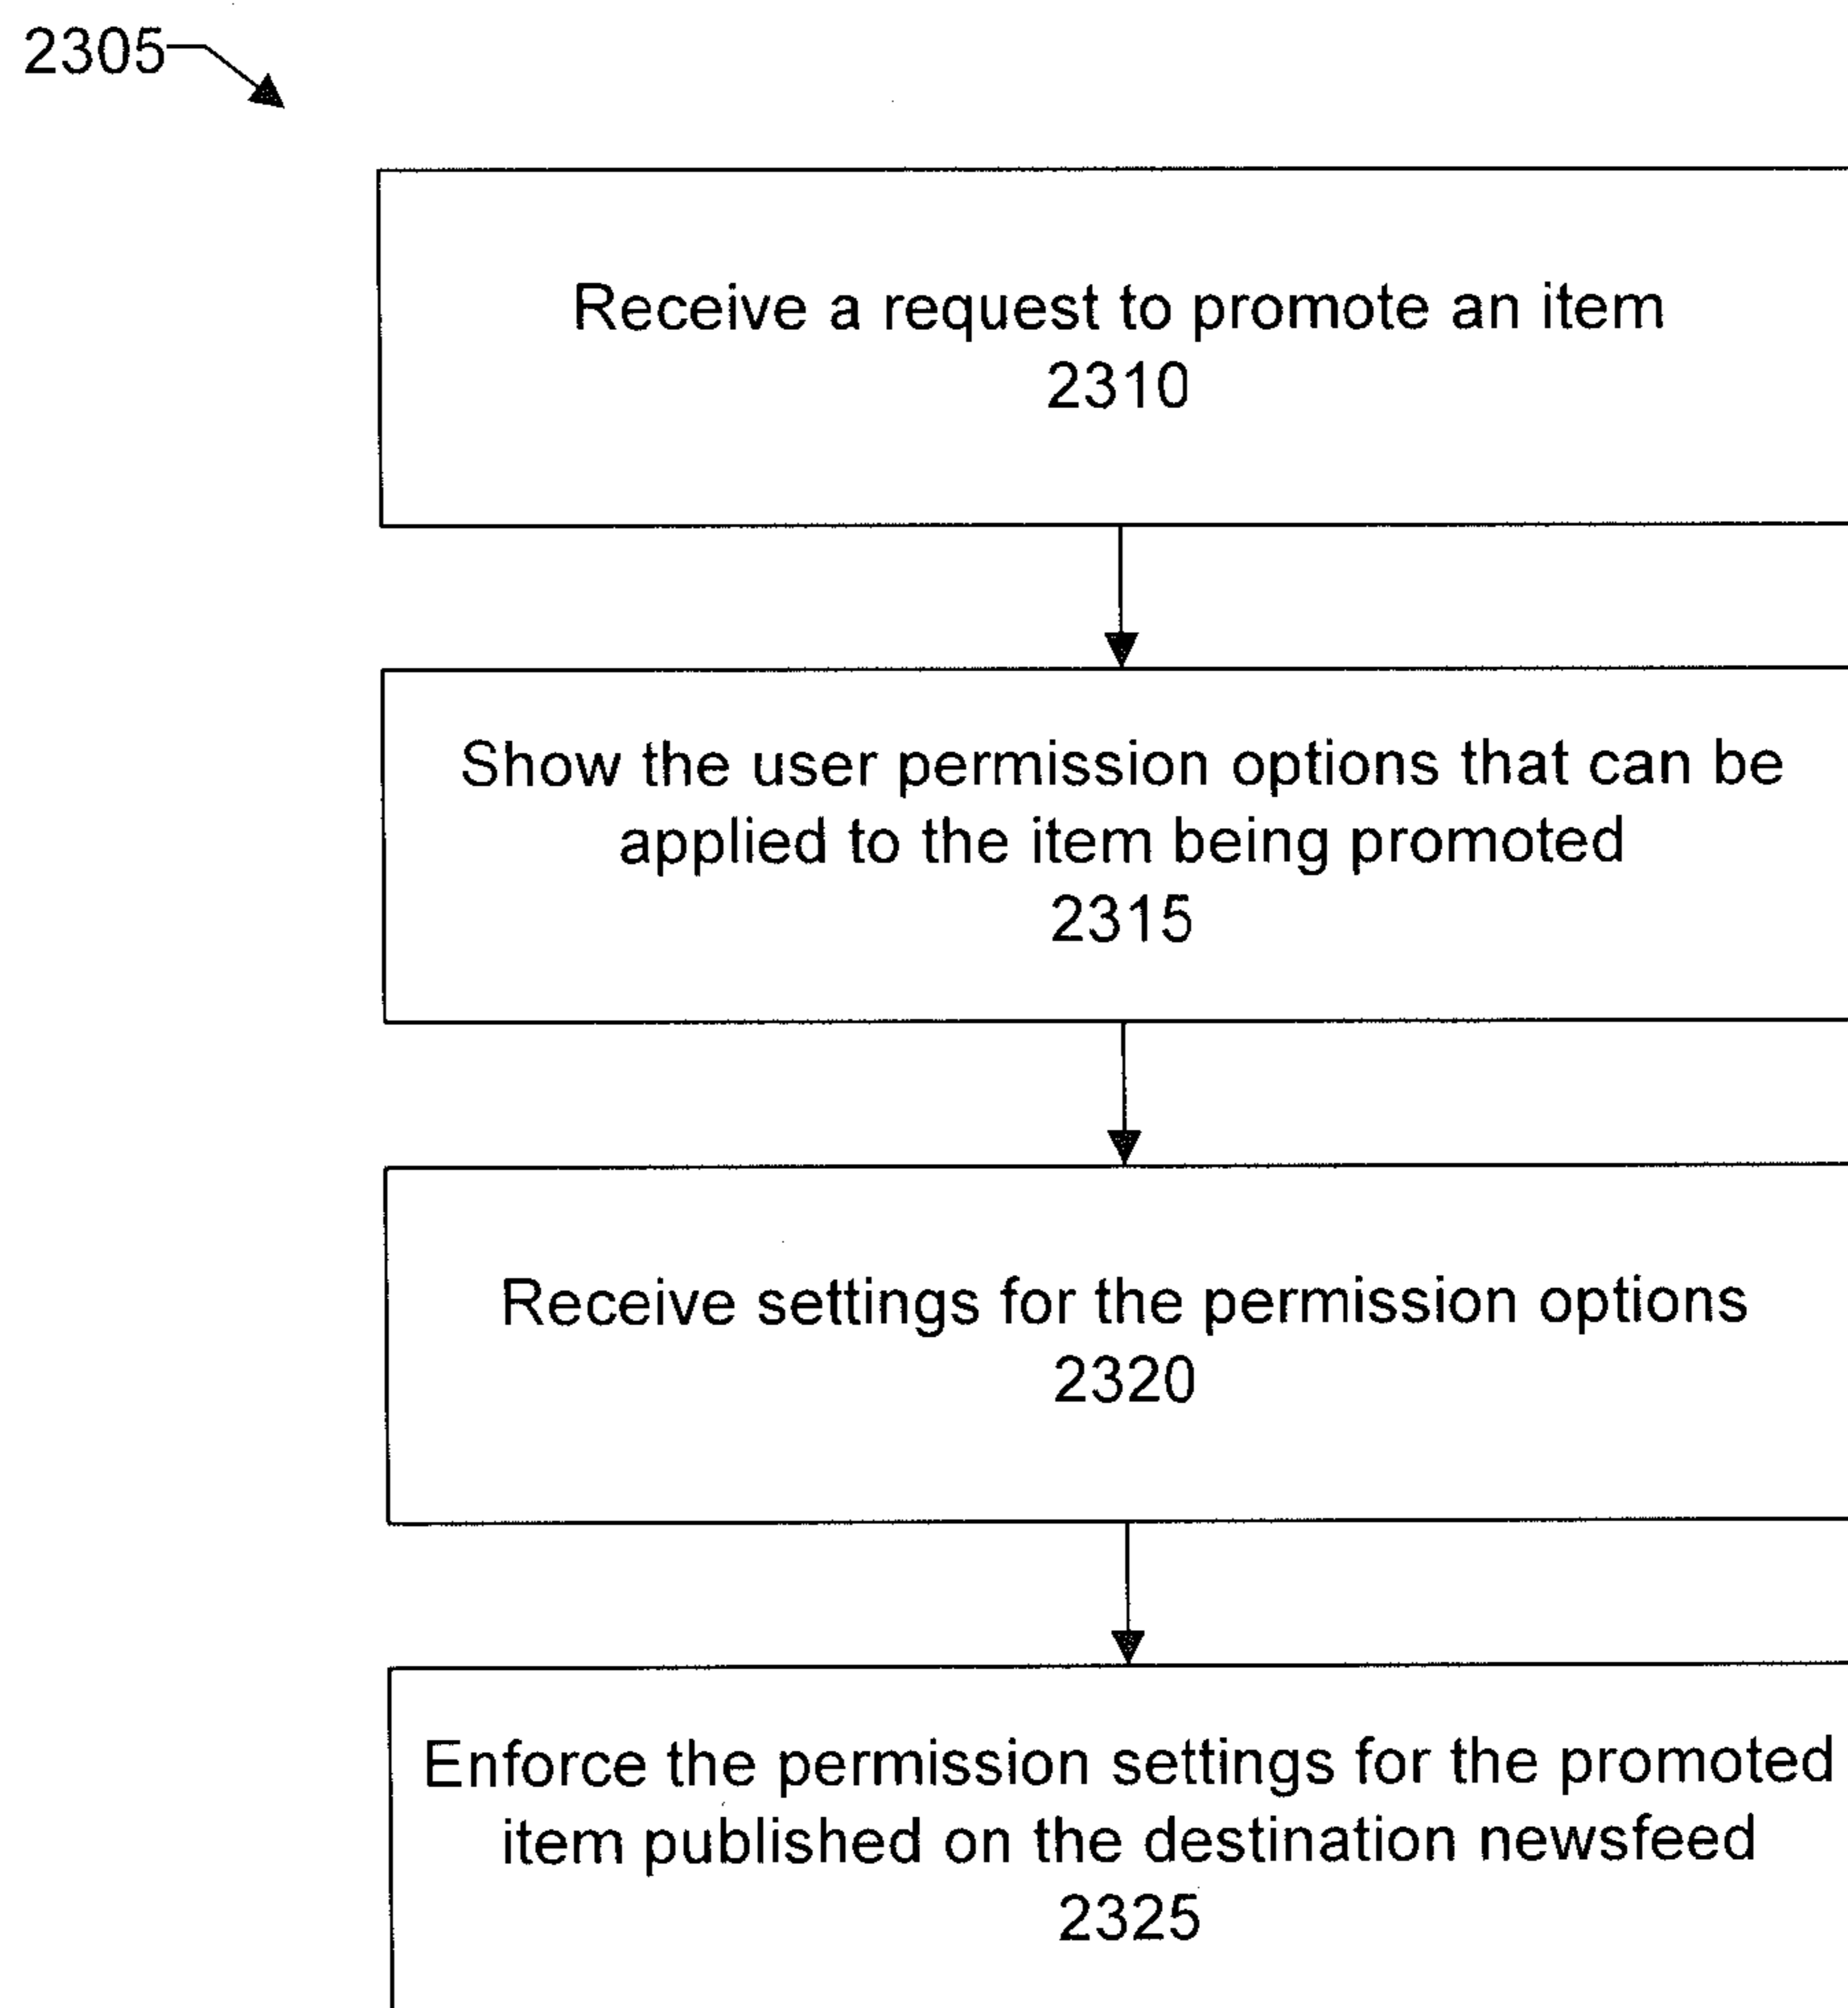 2305
Receive a request to promote an item
2310
Show the user permission options that can be
applied to the item being promoted
2315
Receive settings for the permission options
2320
Enforce the permission settings for the promoted
item published on the destination newsfeed
2325